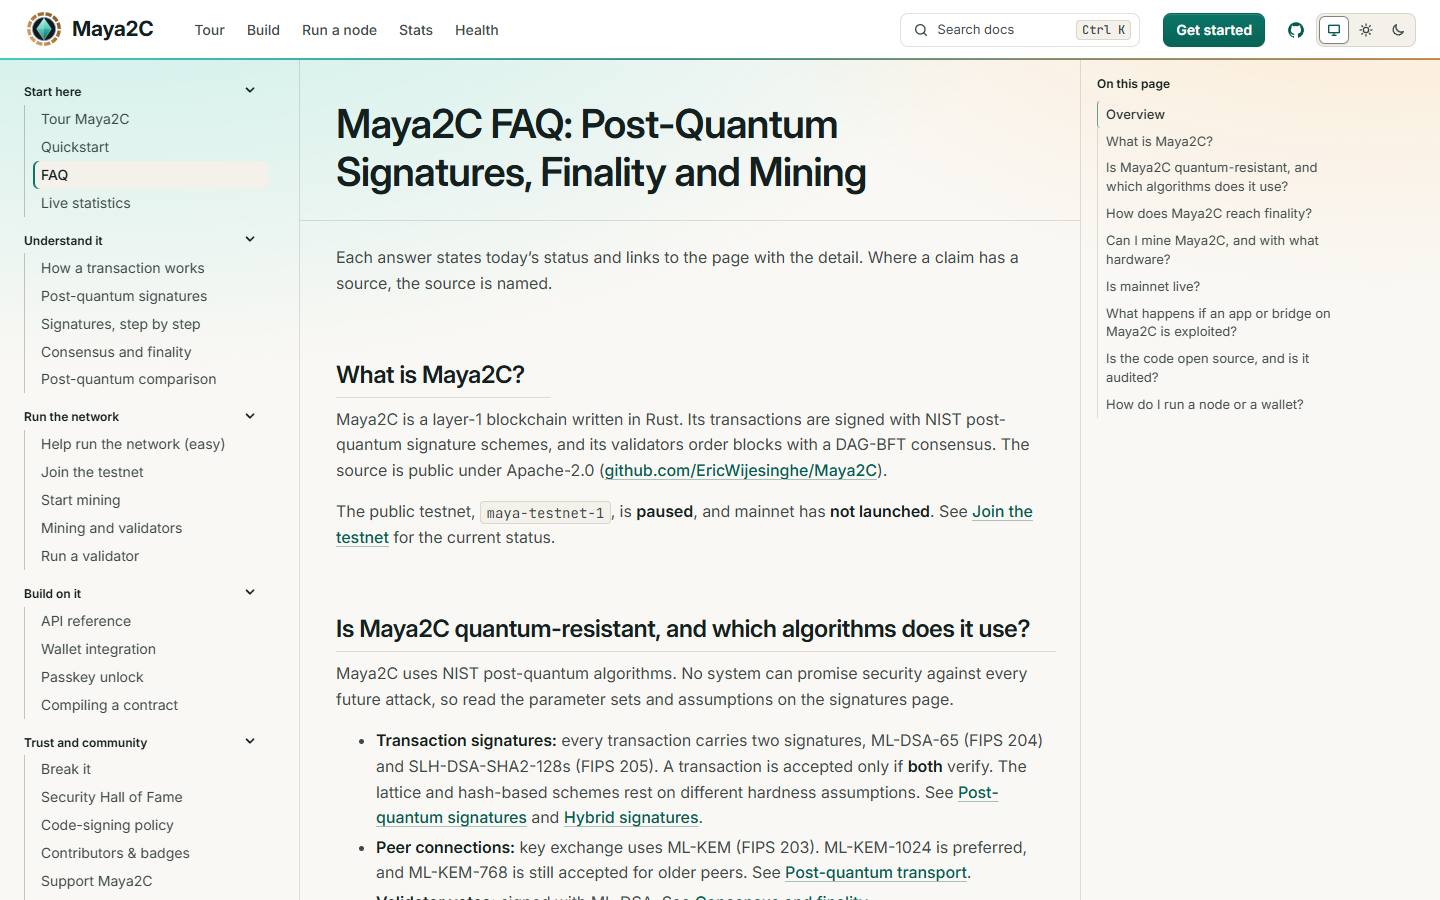 Maya2C
Tour
Build
Run a node
Stats
Health
Search docs
Ctrl K
Get started
Start here
Tour Maya2C
Quickstart
FAQ
Live statistics
Understand it
How a transaction works
Post-quantum signatures
Signatures, step by step
Consensus and finality
Post-quantum comparison
Run the network
Help run the network (easy)
Join the testnet
Start mining
Mining and validators
Run a validator
Build on it
API reference
Wallet integration
Passkey unlock
Compiling a contract
Trust and community
Break it
Security Hall of Fame
Code-signing policy
Contributors & badges
Support Maya2C
Maya2C FAQ: Post-Quantum
Signatures, Finality and Mining
Each answer states today’s status and links to the page with the detail. Where a claim has a
source, the source is named.
What is Maya2C?
Maya2C is a layer-1 blockchain written in Rust. Its transactions are signed with NIST post-
quantum signature schemes, and its validators order blocks with a DAG-BFT consensus. The
source is public under Apache-2.0 (github.com/EricWijesinghe/Maya2C).
The public testnet, maya-testnet-1, is paused, and mainnet has not launched. See Join the
testnet for the current status.
Is Maya2C quantum-resistant, and which algorithms does it use?
Maya2C uses NIST post-quantum algorithms. No system can promise security against every
future attack, so read the parameter sets and assumptions on the signatures page.
• Transaction signatures: every transaction carries two signatures, ML-DSA-65 (FIPS 204)
and SLH-DSA-SHA2-128s (FIPS 205). A transaction is accepted only if both verify. The
lattice and hash-based schemes rest on different hardness assumptions. See Post-
quantum signatures and Hybrid signatures.
• Peer connections: key exchange uses ML-KEM (FIPS 203). ML-KEM-1024 is preferred,
and ML-KEM-768 is still accepted for older peers. See Post-quantum transport.
On this page
Overview
What is Maya2C?
Is Maya2C quantum-resistant, and
which algorithms does it use?
How does Maya2C reach finality?
Can I mine Maya2C, and with what
hardware?
Is mainnet live?
What happens if an app or bridge on
Maya2C is exploited?
Is the code open source, and is it
audited?
How do I run a node or a wallet?